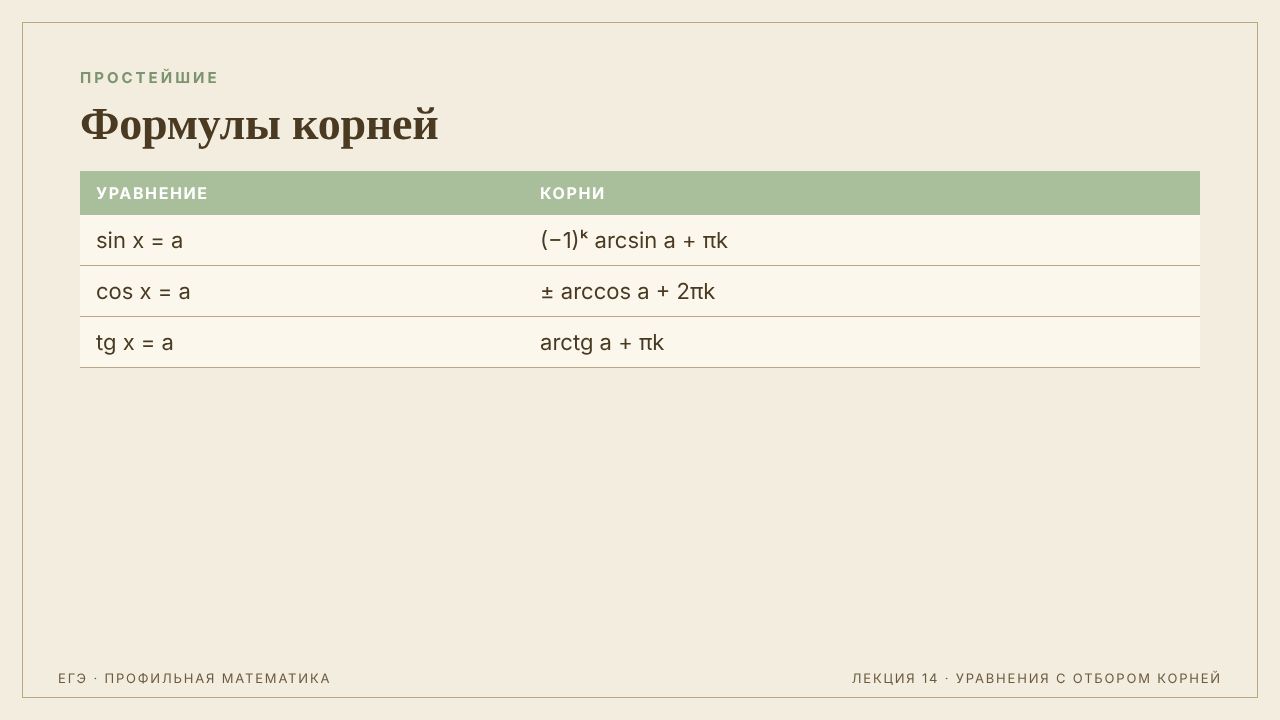 ПРОСТЕЙШИЕ
Формулы корней
УРАВНЕНИЕ КОРНИ
sin x = a (−1)ᵏ arcsin a + πk
cos x = a ± arccos a + 2πk
tg x = a arctg a + πk
ЕГЭ · ПРОФИЛЬНАЯ МАТЕМАТИКА ЛЕКЦИЯ 14 · УРАВНЕНИЯ С ОТБОРОМ КОРНЕЙ